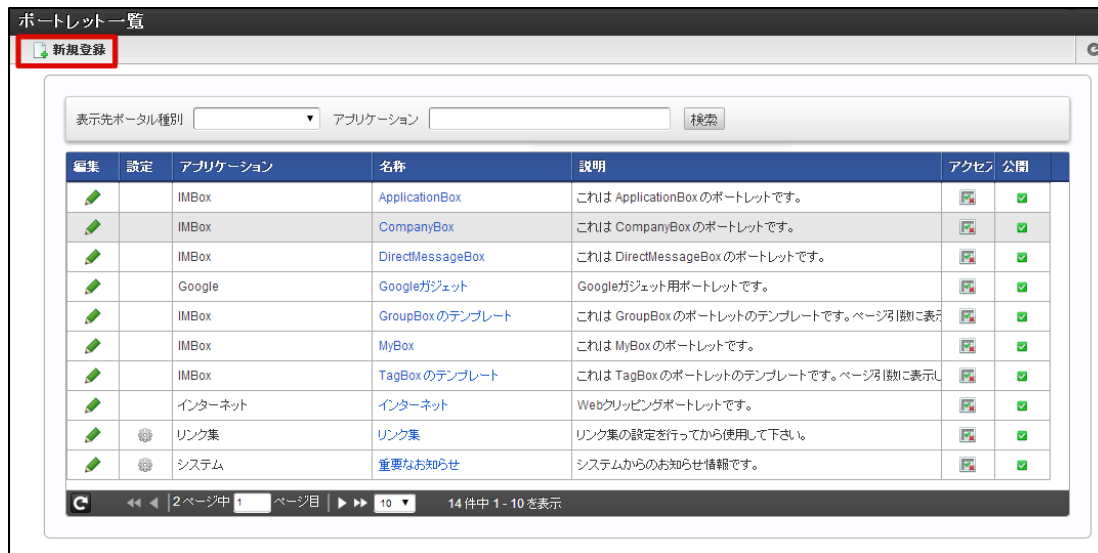 ポートレット一覧
新規登録
表示先ポータル種別 アプリケーション 検索
編集 設定 アプリケーション 名称 説明 アクセス 公開
IMBox ApplicationBox これは ApplicationBox のポートレットです。
IMBox CompanyBox これは CompanyBox のポートレットです。
IMBox DirectMessageBox これは DirectMessageBox のポートレットです。
Google Googleガジェット Googleガジェット用ポートレットです。
IMBox GroupBox のテンプレート これは GroupBox のポートレットのテンプレートです。ページ引数に表示
IMBox MyBox これは MyBox のポートレットです。
IMBox TagBox のテンプレート これは TagBox のポートレットのテンプレートです。ページ引数に表示し
インターネット インターネット Webクリッピングポートレットです。
リンク集 リンク集 リンク集の設定を行ってから使用して下さい。
システム 重要なお知らせ システムからのお知らせ情報です。
2 ページ中 1 ページ目 10 14 件中 1 - 10 を表示